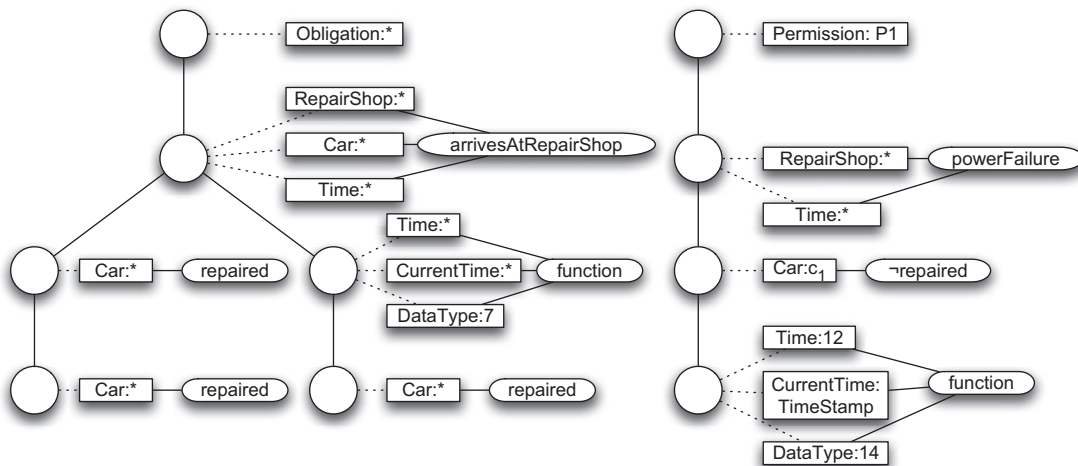 Obligation:*
RepairShop:*
Car:*
arrivesAtRepairShop
Time:*
Car:*
repaired
Time:*
CurrentTime:*
function
DataType:7
Car:*
repaired
Car:*
repaired
Permission: P1
RepairShop:*
powerFailure
Time:*
Car:c₁
¬repaired
Time:12
CurrentTime:
TimeStamp
function
DataType:14